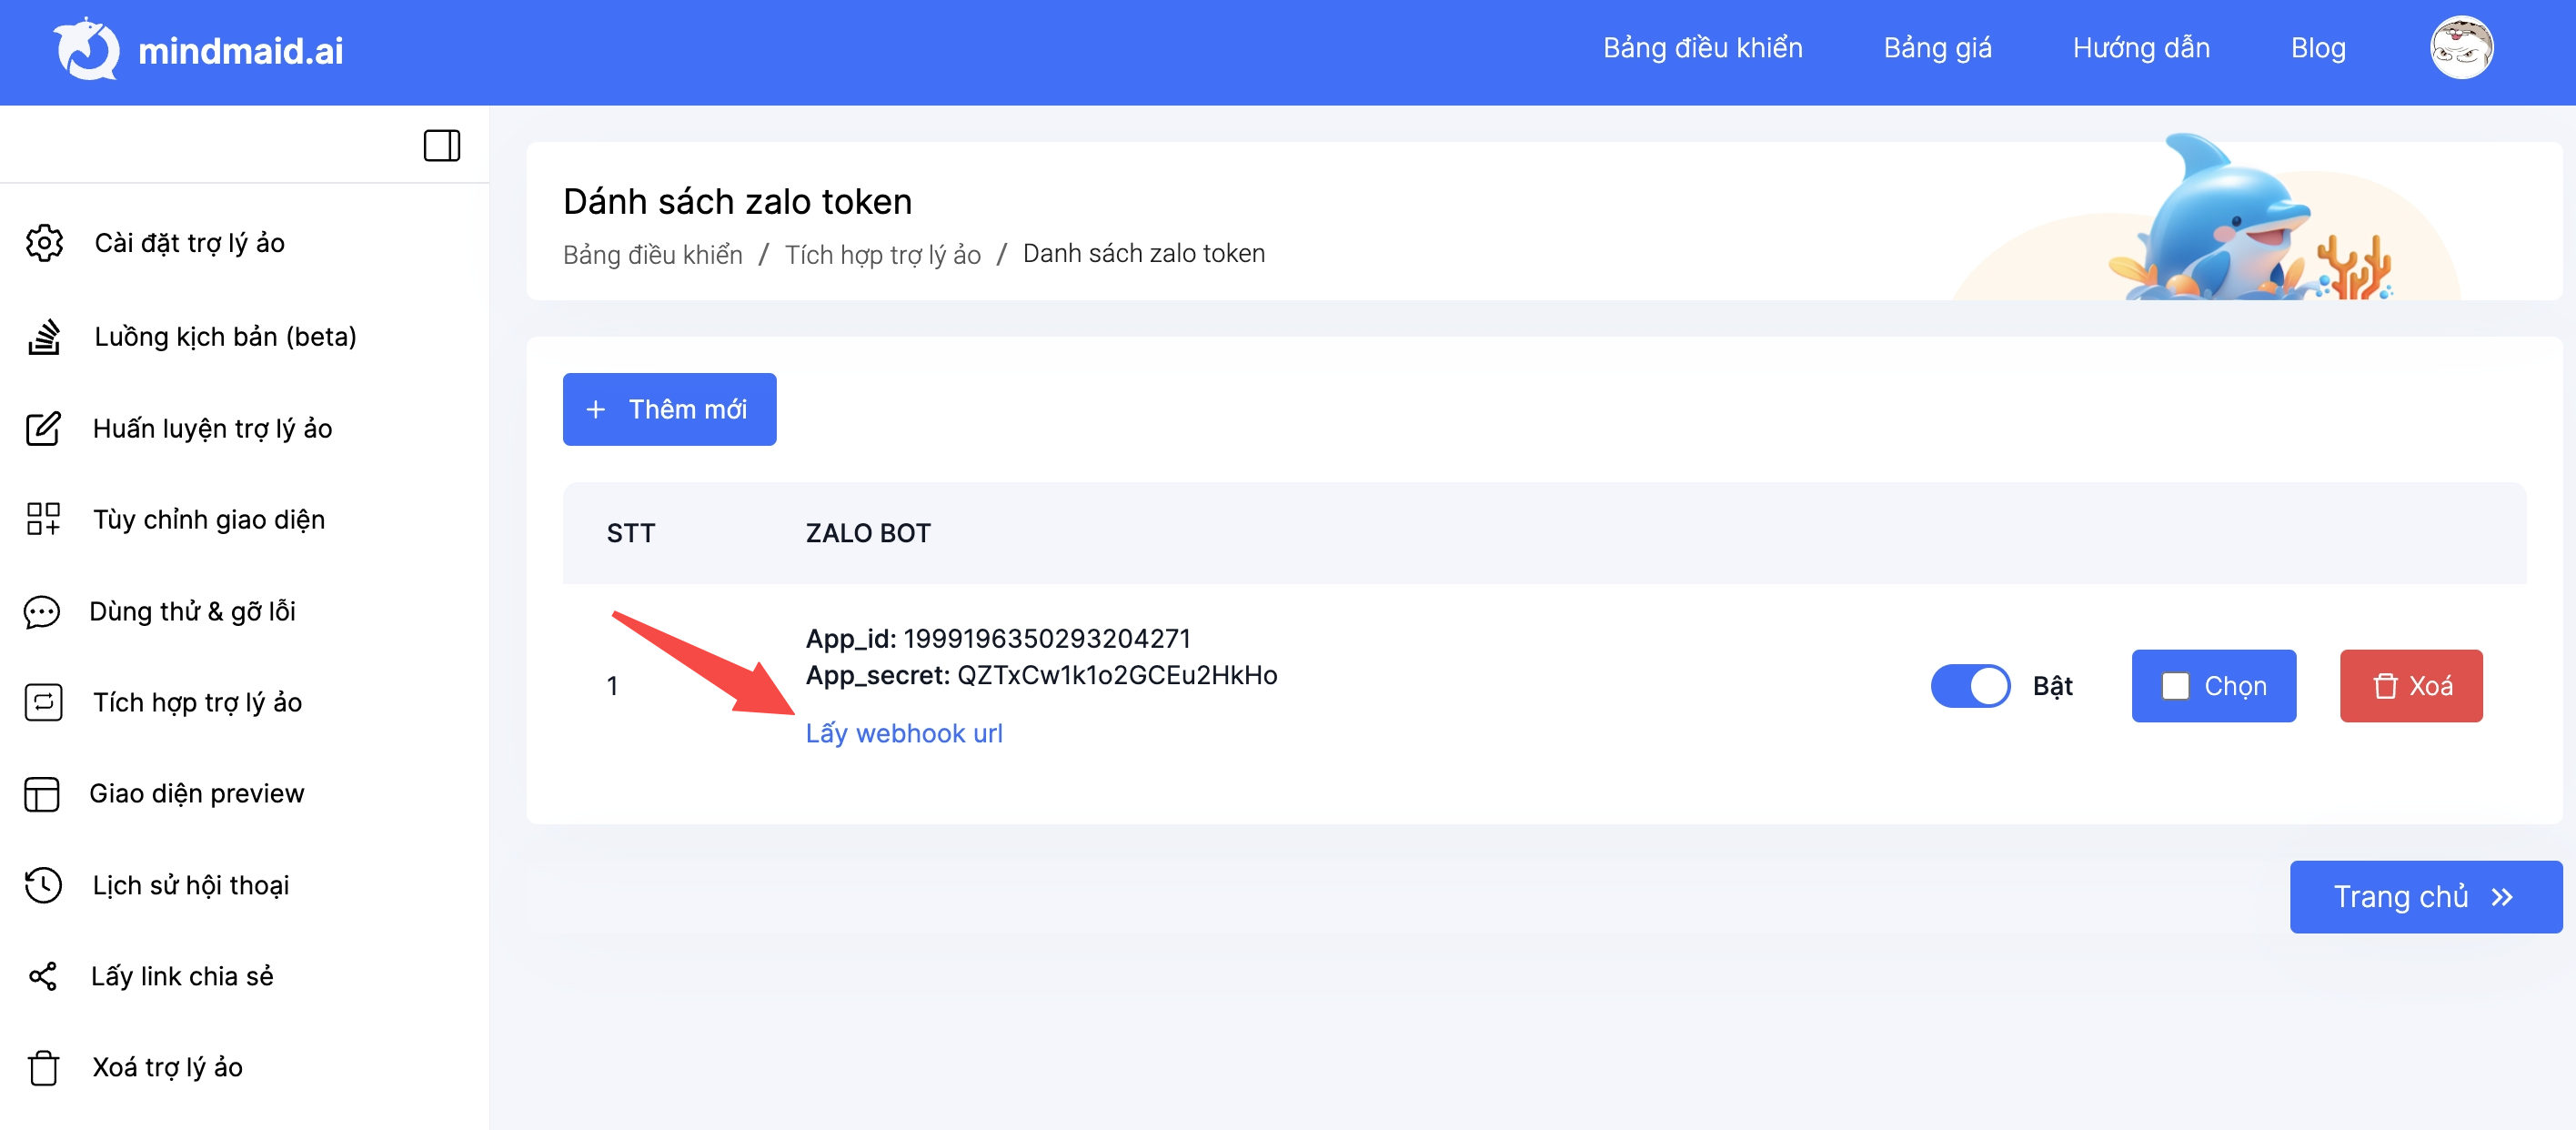 mindmaid.ai
Bảng điều khiển
Bảng giá
Hướng dẫn
Blog
Cài đặt trợ lý ảo
Luồng kịch bản (beta)
Huấn luyện trợ lý ảo
Tùy chỉnh giao diện
Dùng thử & gỡ lỗi
Tích hợp trợ lý ảo
Giao diện preview
Lịch sử hội thoại
Lấy link chia sẻ
Xoá trợ lý ảo
Dánh sách zalo token
Bảng điều khiển / Tích hợp trợ lý ảo / Danh sách zalo token
+ Thêm mới
STT ZALO BOT
1
App_id: 1999196350293204271
App_secret: QZTxCw1k1o2GCEu2HkHo
Lấy webhook url
Bật
Chọn
Xoá
Trang chủ »